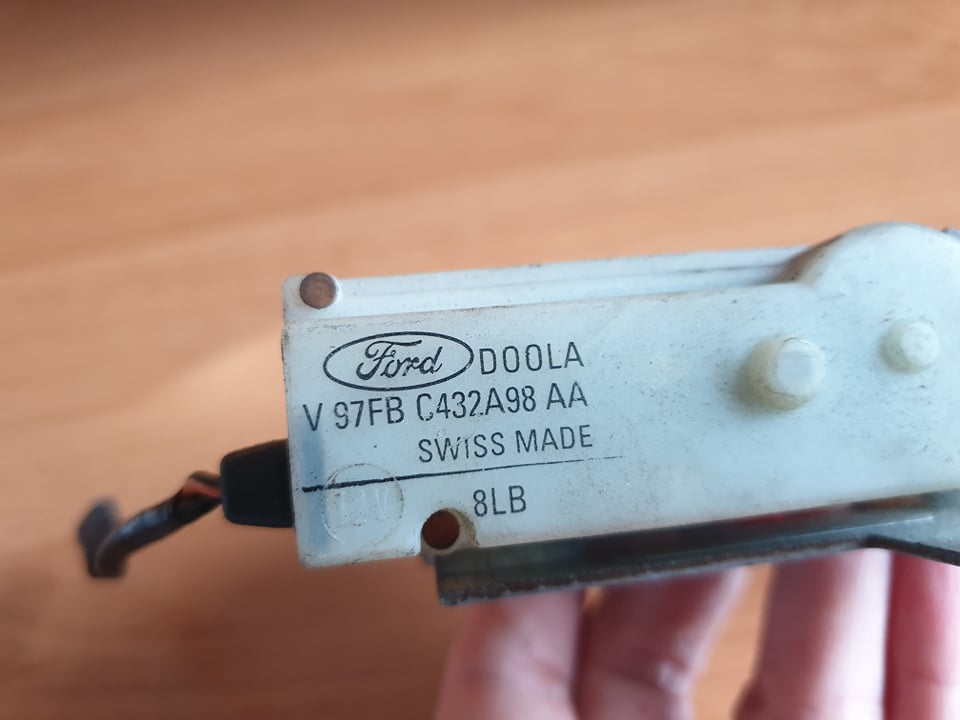 Ford DOOLA
V 97FB C432A98 AA
SWISS MADE
12V
8LB